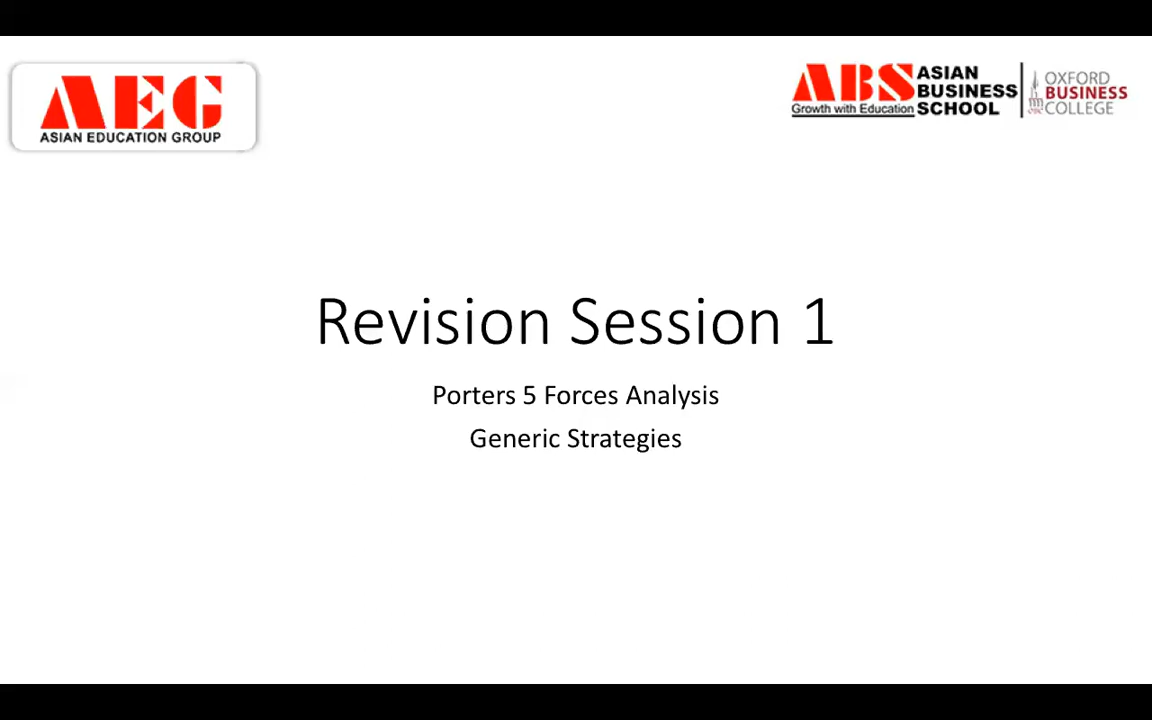 AEG
ASIAN EDUCATION GROUP
ABS
Growth with Education
ASIAN
BUSINESS
SCHOOL
OXFORD
BUSINESS
COLLEGE
Revision Session 1
Porters 5 Forces Analysis
Generic Strategies